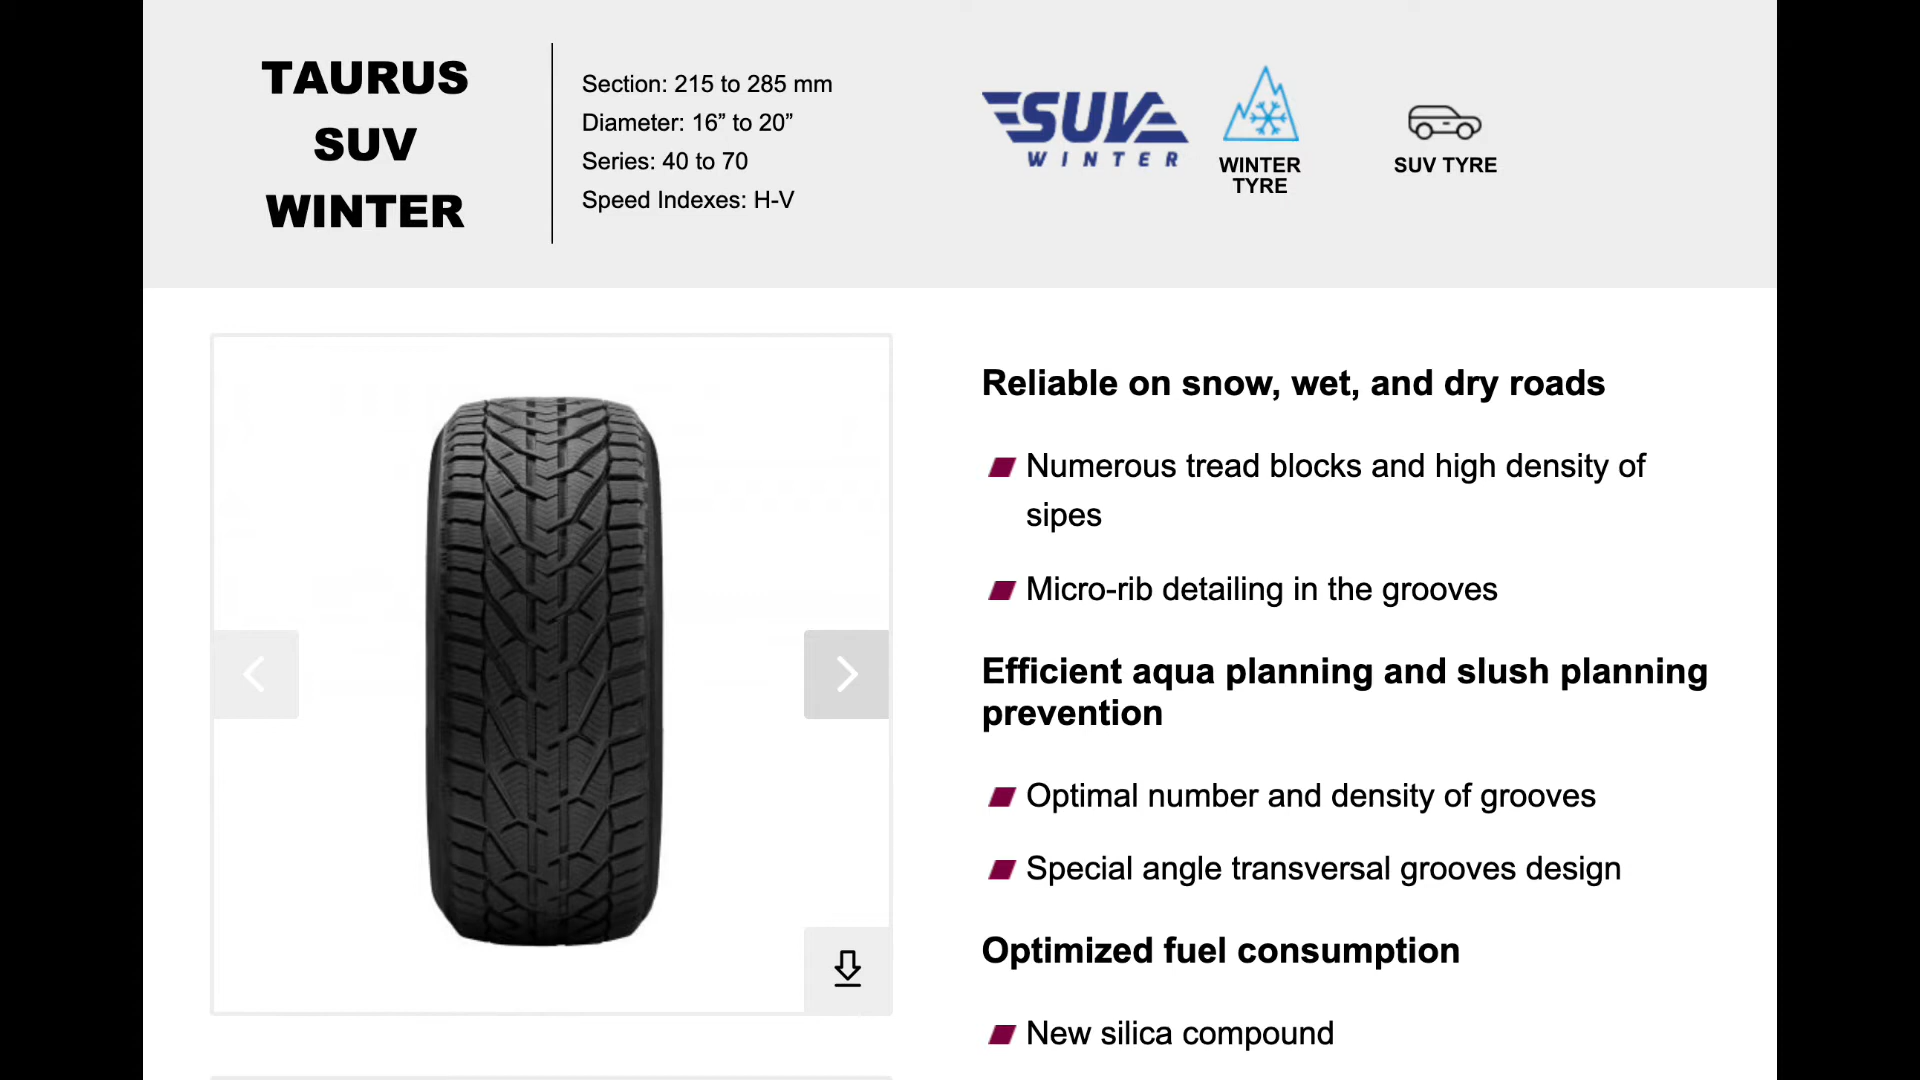 TAURUS
SUV
WINTER
Section: 215 to 285 mm
Diameter: 16” to 20”
Series: 40 to 70
Speed Indexes: H-V
SUV
WINTER
WINTER
TYRE
SUV TYRE
Reliable on snow, wet, and dry roads
Numerous tread blocks and high density of
sipes
Micro-rib detailing in the grooves
Efficient aqua planning and slush planning
prevention
Optimal number and density of grooves
Special angle transversal grooves design
Optimized fuel consumption
New silica compound